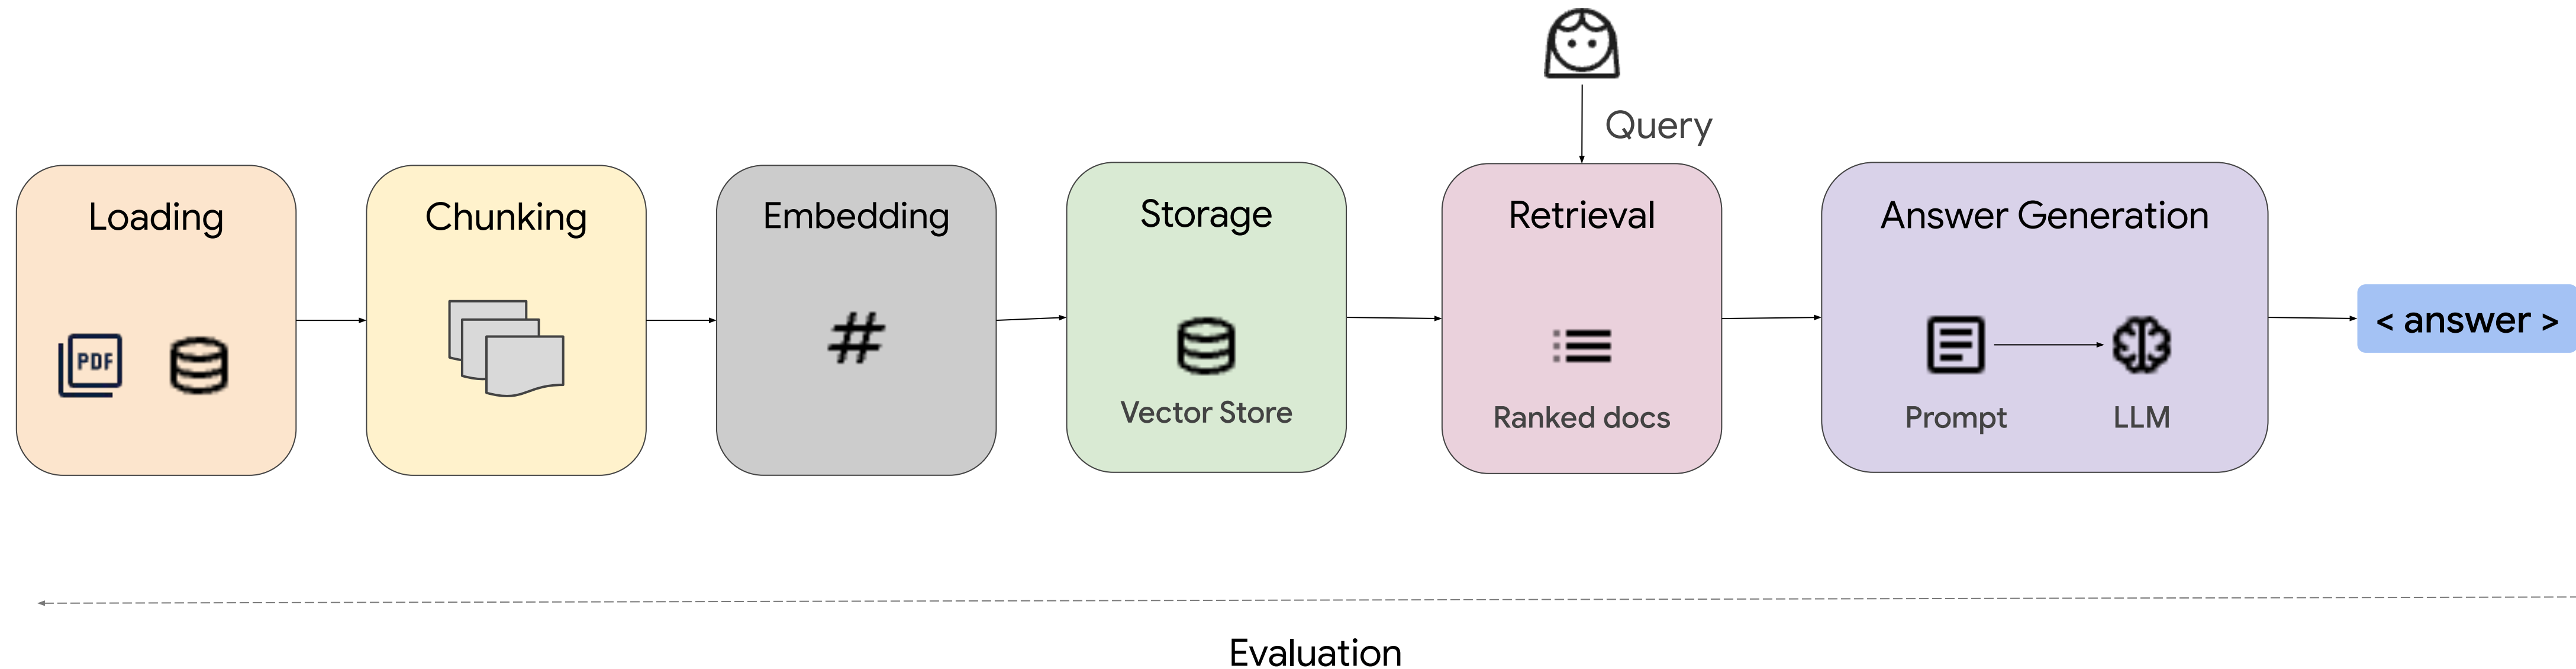 Query
Loading
PDF
Chunking
Embedding
#
Storage
Vector Store
Retrieval
Ranked docs
Answer Generation
Prompt
LLM
< answer >
Evaluation